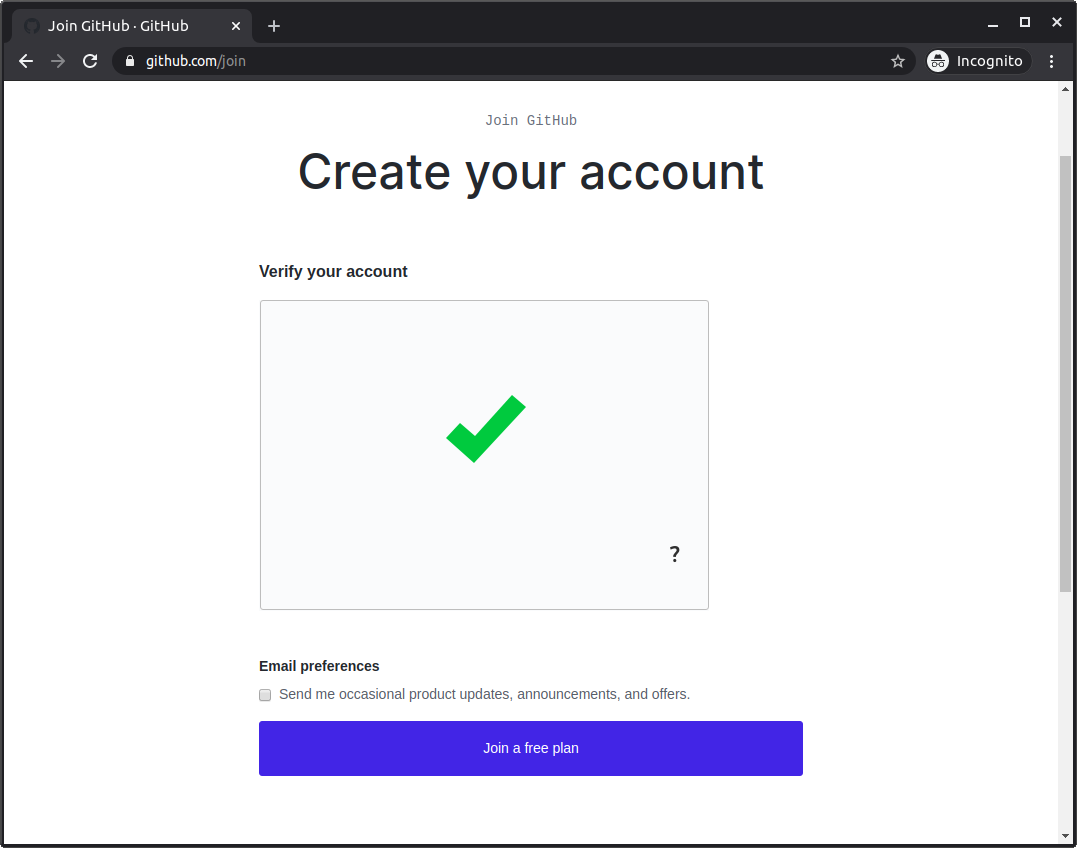 Join GitHub · GitHub
github.com/join
Incognito
Join GitHub
Create your account
Verify your account
?
Email preferences
Send me occasional product updates, announcements, and offers.
Join a free plan